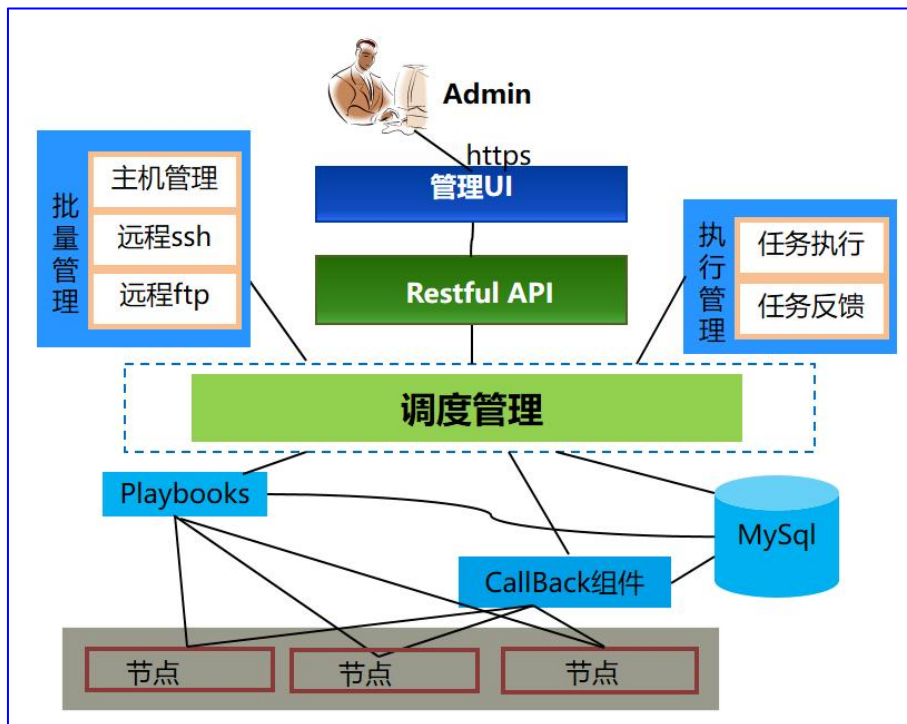 Admin
https
管理UI
批量管理
主机管理
远程ssh
远程ftp
Restful API
执行管理
任务执行
任务反馈
调度管理
Playbooks
MySql
CallBack组件
节点
节点
节点